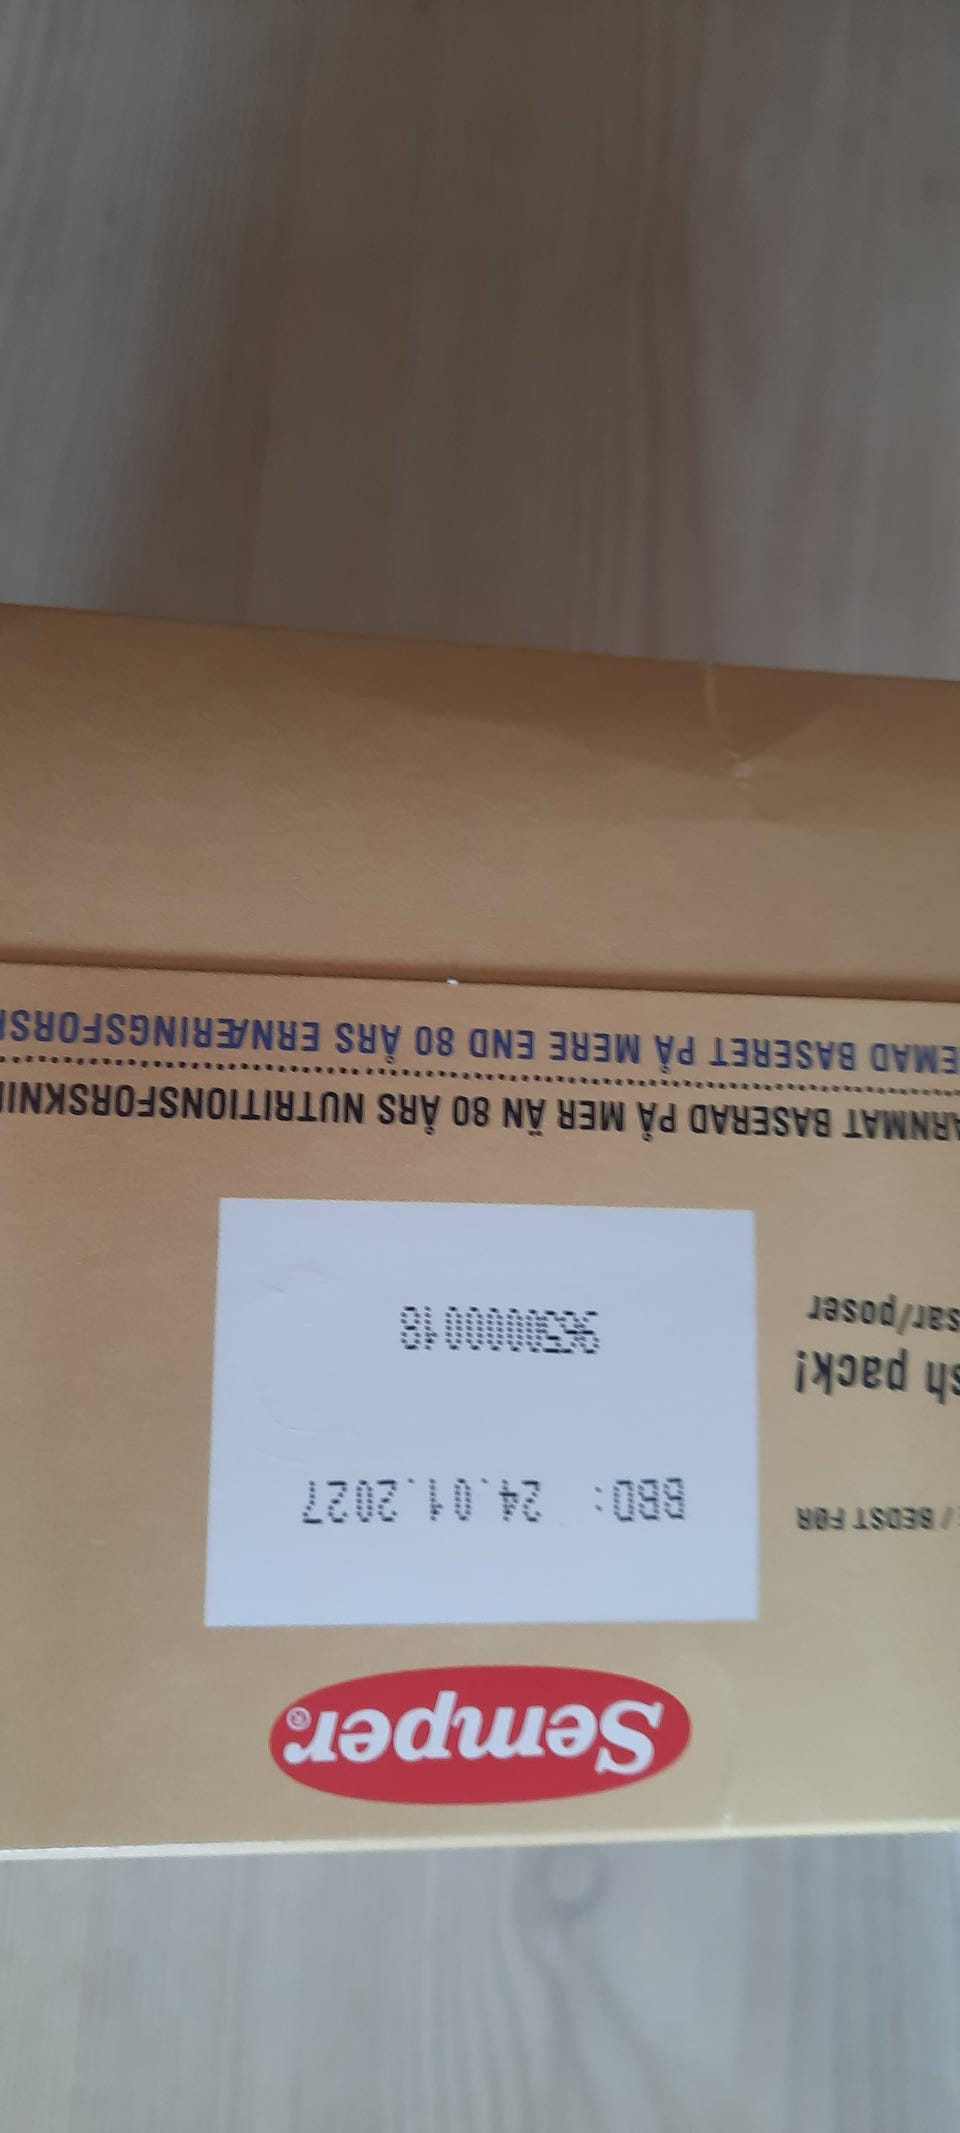 Semper®
/ BEDST FØR
BBD: 24.01.2027
sh pack!
sar/poser
ARNMAT BASERAD PÅ MER ÄN 80 ÅRS NUTRITIONSFORSKNI
EMAD BASERET PÅ MERE END 80 ÅRS ERNÆRINGSFORS